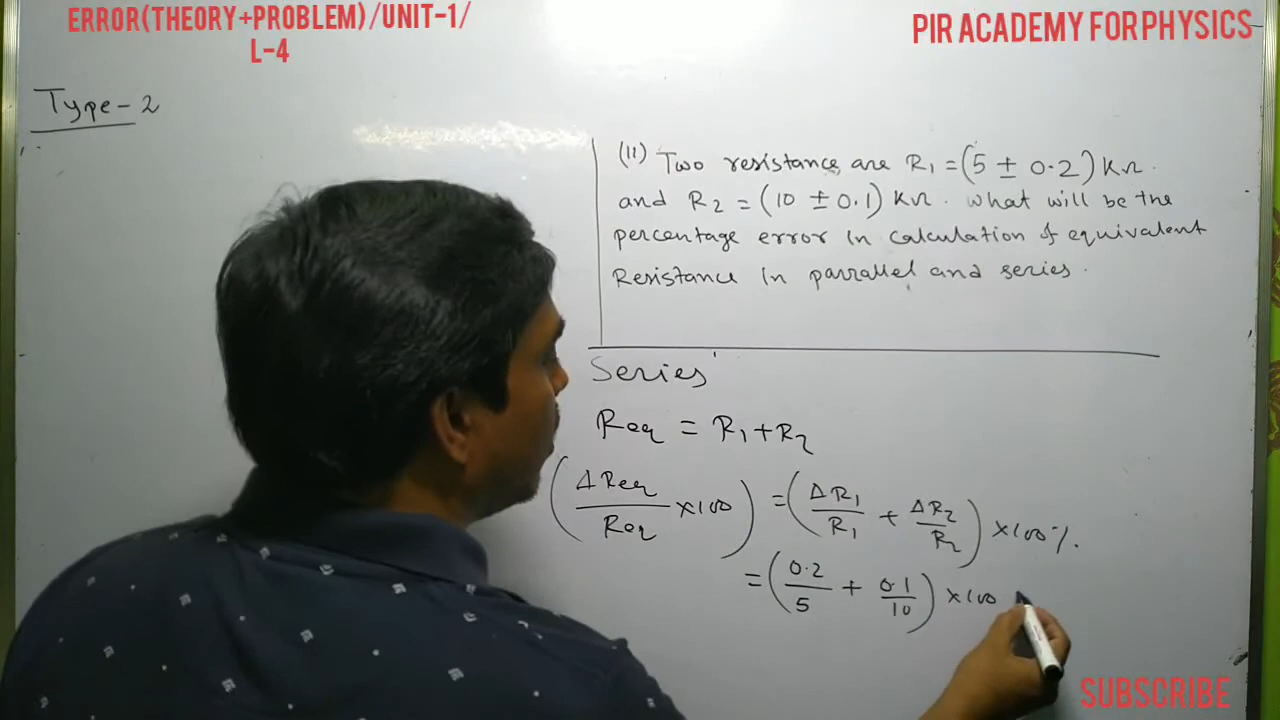 ERROR(THEORY+PROBLEM)/UNIT-1/
L-4
PIR ACADEMY FOR PHYSICS
Type-2
(11) Two resistance are R₁ = (5 ± 0.2) KΩ.
and R₂ = (10 ± 0.1) KΩ. What will be the
percentage error in calculation of equivalent
Resistance in parrallel and series.
Series
Req = R₁ + R₂
(ΔReq/Req × 100) = (ΔR₁/R₁ + ΔR₂/R₂) × 100%.
= (0.2/5 + 0.1/10) × 100
SUBSCRIBE